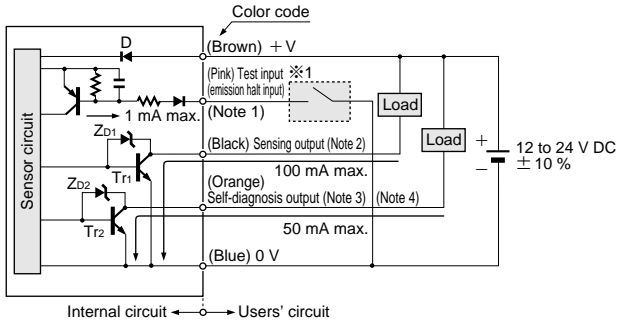 Color code
D
(Brown) +V
(Pink) Test input ※1
(emission halt input)
(Note 1)
1 mA max.
Load
Load
Sensor circuit
ZD1
(Black) Sensing output (Note 2)
100 mA max.
Tr1
(Orange)
Self-diagnosis output (Note 3) (Note 4)
ZD2
Tr2
50 mA max.
(Blue) 0 V
+
12 to 24 V DC
± 10 %
−
Internal circuit
Users' circuit